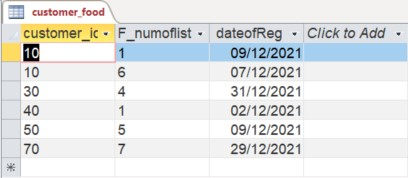 customer_food
customer_ic F_numoflist dateofReg Click to Add
10 1 09/12/2021
10 6 07/12/2021
30 4 31/12/2021
40 1 02/12/2021
50 5 09/12/2021
70 7 29/12/2021